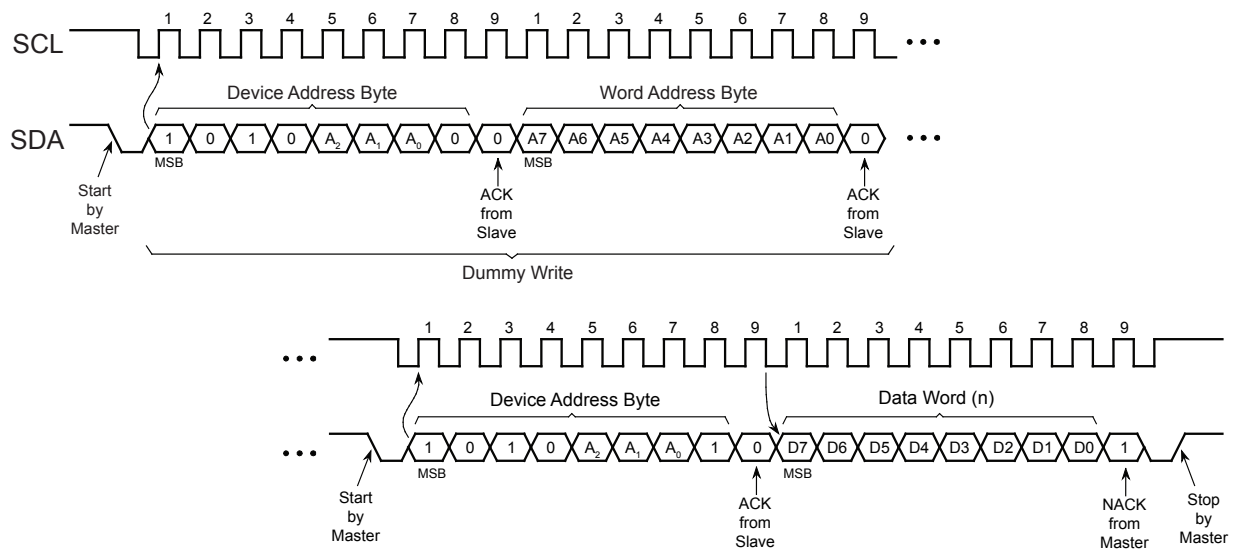 1 2 3 4 5 6 7 8 9 1 2 3 4 5 6 7 8 9
SCL
Device Address Byte Word Address Byte
SDA 1 0 1 0 A2 A1 A0 0 0 A7 A6 A5 A4 A3 A2 A1 A0 0
MSB MSB
Start
by
Master
ACK
from
Slave
ACK
from
Slave
Dummy Write
1 2 3 4 5 6 7 8 9 1 2 3 4 5 6 7 8 9
Device Address Byte Data Word (n)
1 0 1 0 A2 A1 A0 1 0 D7 D6 D5 D4 D3 D2 D1 D0 1
MSB MSB
Start
by
Master
ACK
from
Slave
NACK
from
Master
Stop
by
Master